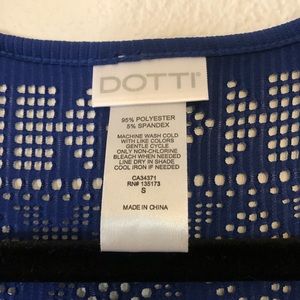 DOTTI
95% POLYESTER
5% SPANDEX
MACHINE WASH COLD
WITH LIKE COLORS
GENTLE CYCLE
ONLY NON-CHLORINE
BLEACH WHEN NEEDED
LINE DRY IN SHADE
COOL IRON IF NEEDED
CA34371
RN# 135173
S
MADE IN CHINA